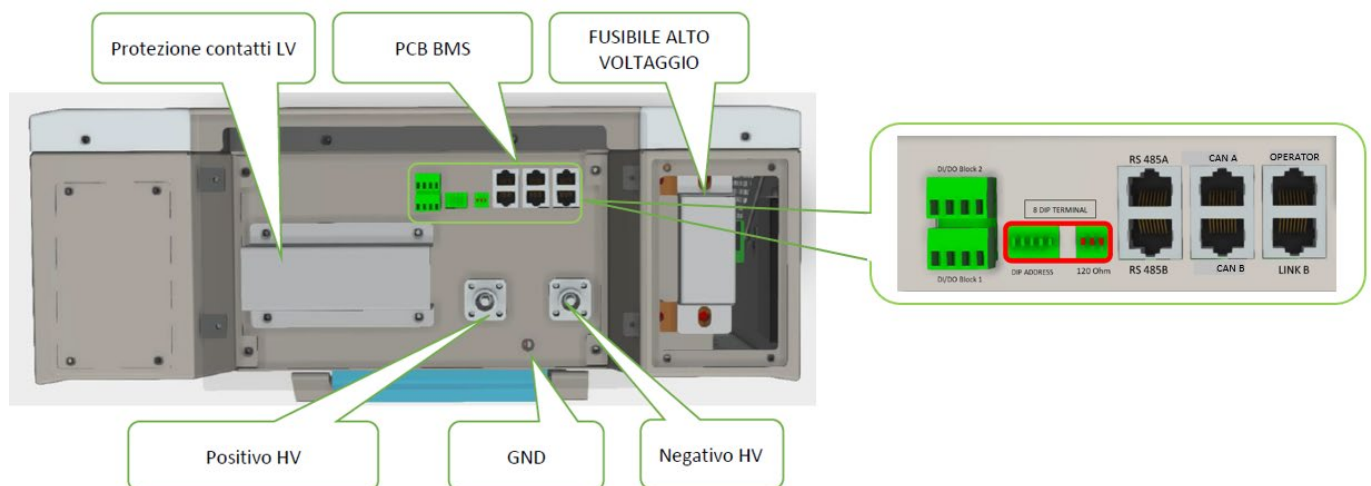 Protezione contatti LV
PCB BMS
FUSIBILE ALTO
VOLTAGGIO
RS 485A
CAN A
OPERATOR
DI/DO Block 2
8 DIP TERMINAL
DIP ADDRESS
120 Ohm
RS 485B
CAN B
LINK B
DI/DO Block 1
Positivo HV
GND
Negativo HV